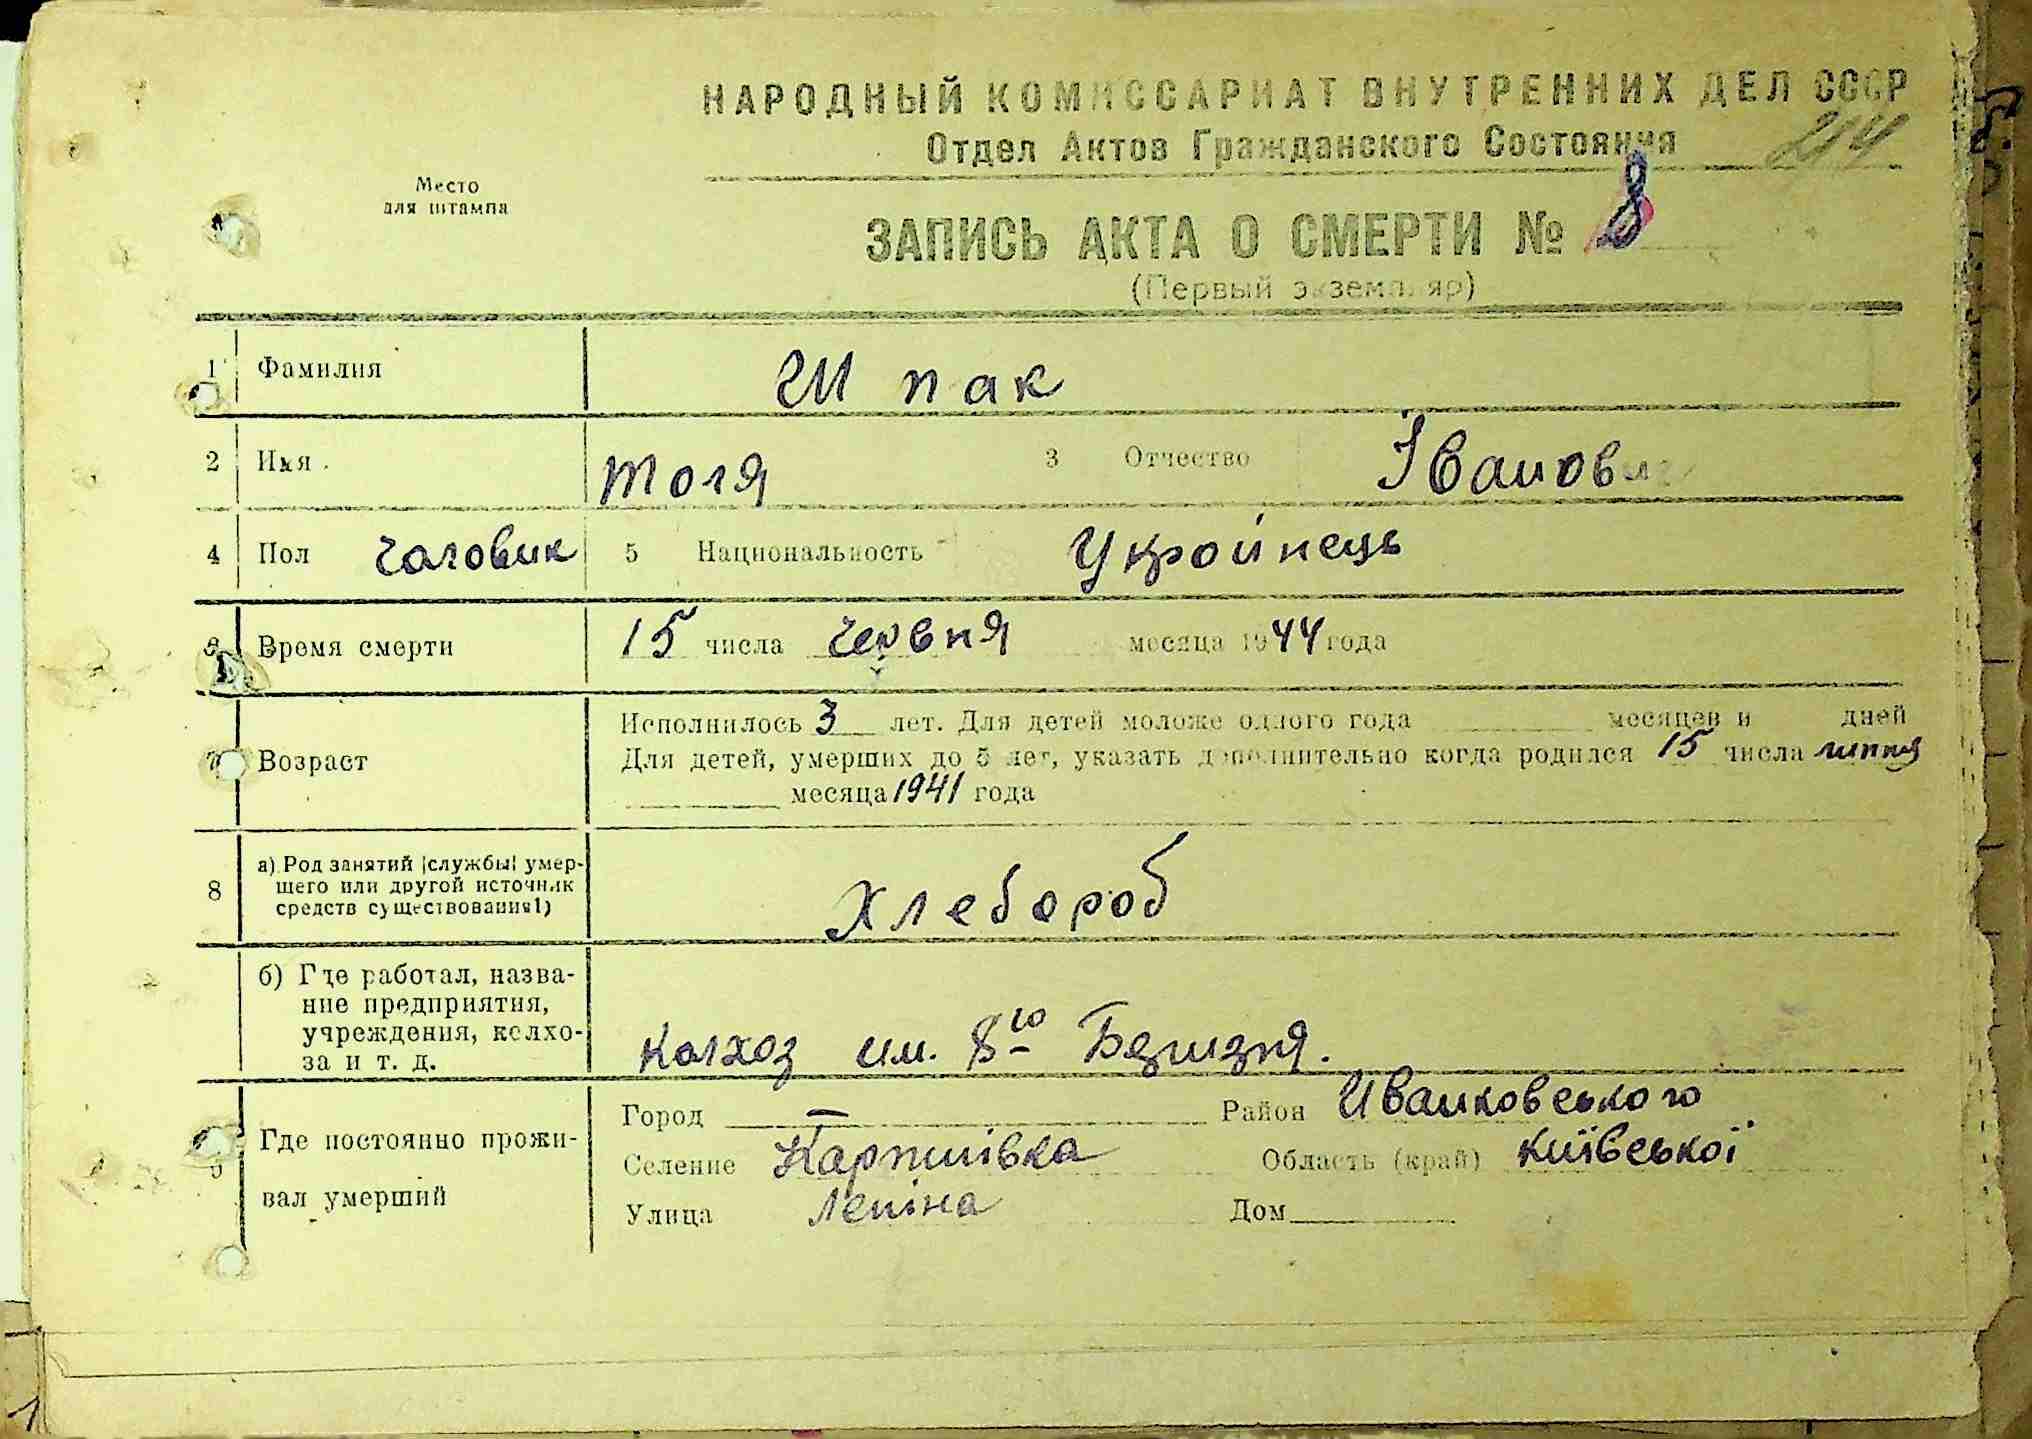 НАРОДНЫЙ КОМИССАРИАТ ВНУТРЕННИХ ДЕЛ СССР
Отдел Актов Гражданского Состояния
214
Место
для штампа
ЗАПИСЬ АКТА О СМЕРТИ № 8
(Первый экземпляр)
1 Фамилия Шпак
2 Имя Толя 3 Отчество Іванович
4 Пол чоловик 5 Национальность Укройнець
6 Время смерти 15 числа червня месяца 1944 года
Исполнилось 3 лет. Для детей моложе одного года месяцев и дней
7 Возраст Для детей, умерших до 5 лет, указать дополнительно когда родился 15 числа липня
месяца 1941 года
8 а) Род занятий (службы) умершего или другой источник средств существования1) Хлебороб
б) Где работал, название предприятия, учреждения, колхоза и т. д. Колхоз им. 8го
9 Где постоянно проживал умерший
Город — Район Иванковського
Селение Карпилівка Область (край) Київської
Улица Леніна Дом